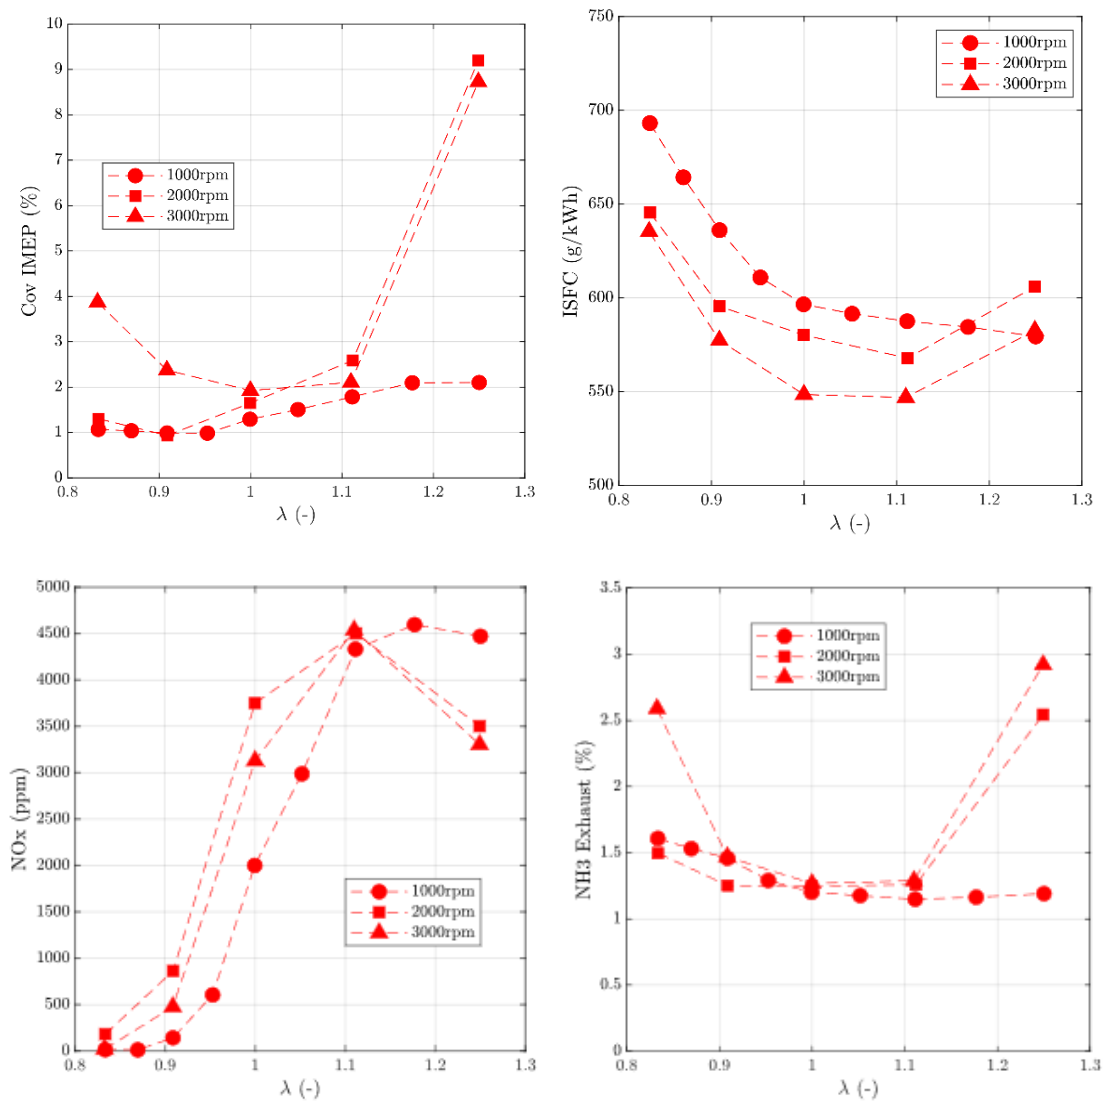 10
9
8
7
6
5
4
3
2
1
0
Cov IMEP (%)
1000rpm
2000rpm
3000rpm
0.8 0.9 1 1.1 1.2 1.3
λ (-)
750
700
650
600
550
500
ISFC (g/kWh)
1000rpm
2000rpm
3000rpm
0.8 0.9 1 1.1 1.2 1.3
λ (-)
5000
4500
4000
3500
3000
2500
2000
1500
1000
500
0
NOx (ppm)
1000rpm
2000rpm
3000rpm
0.8 0.9 1 1.1 1.2 1.3
λ (-)
3.5
3
2.5
2
1.5
1
0.5
0
NH3 Exhaust (%)
1000rpm
2000rpm
3000rpm
0.8 0.9 1 1.1 1.2 1.3
λ (-)